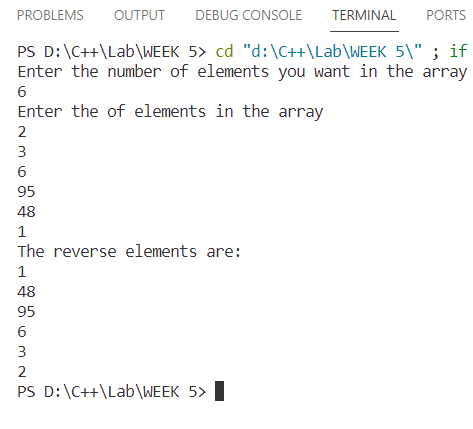 PROBLEMS OUTPUT DEBUG CONSOLE TERMINAL PORTS
PS D:\C++\Lab\WEEK 5> cd "d:\C++\Lab\WEEK 5\" ; if
Enter the number of elements you want in the array
6
Enter the of elements in the array
2
3
6
95
48
1
The reverse elements are:
1
48
95
6
3
2
PS D:\C++\Lab\WEEK 5>